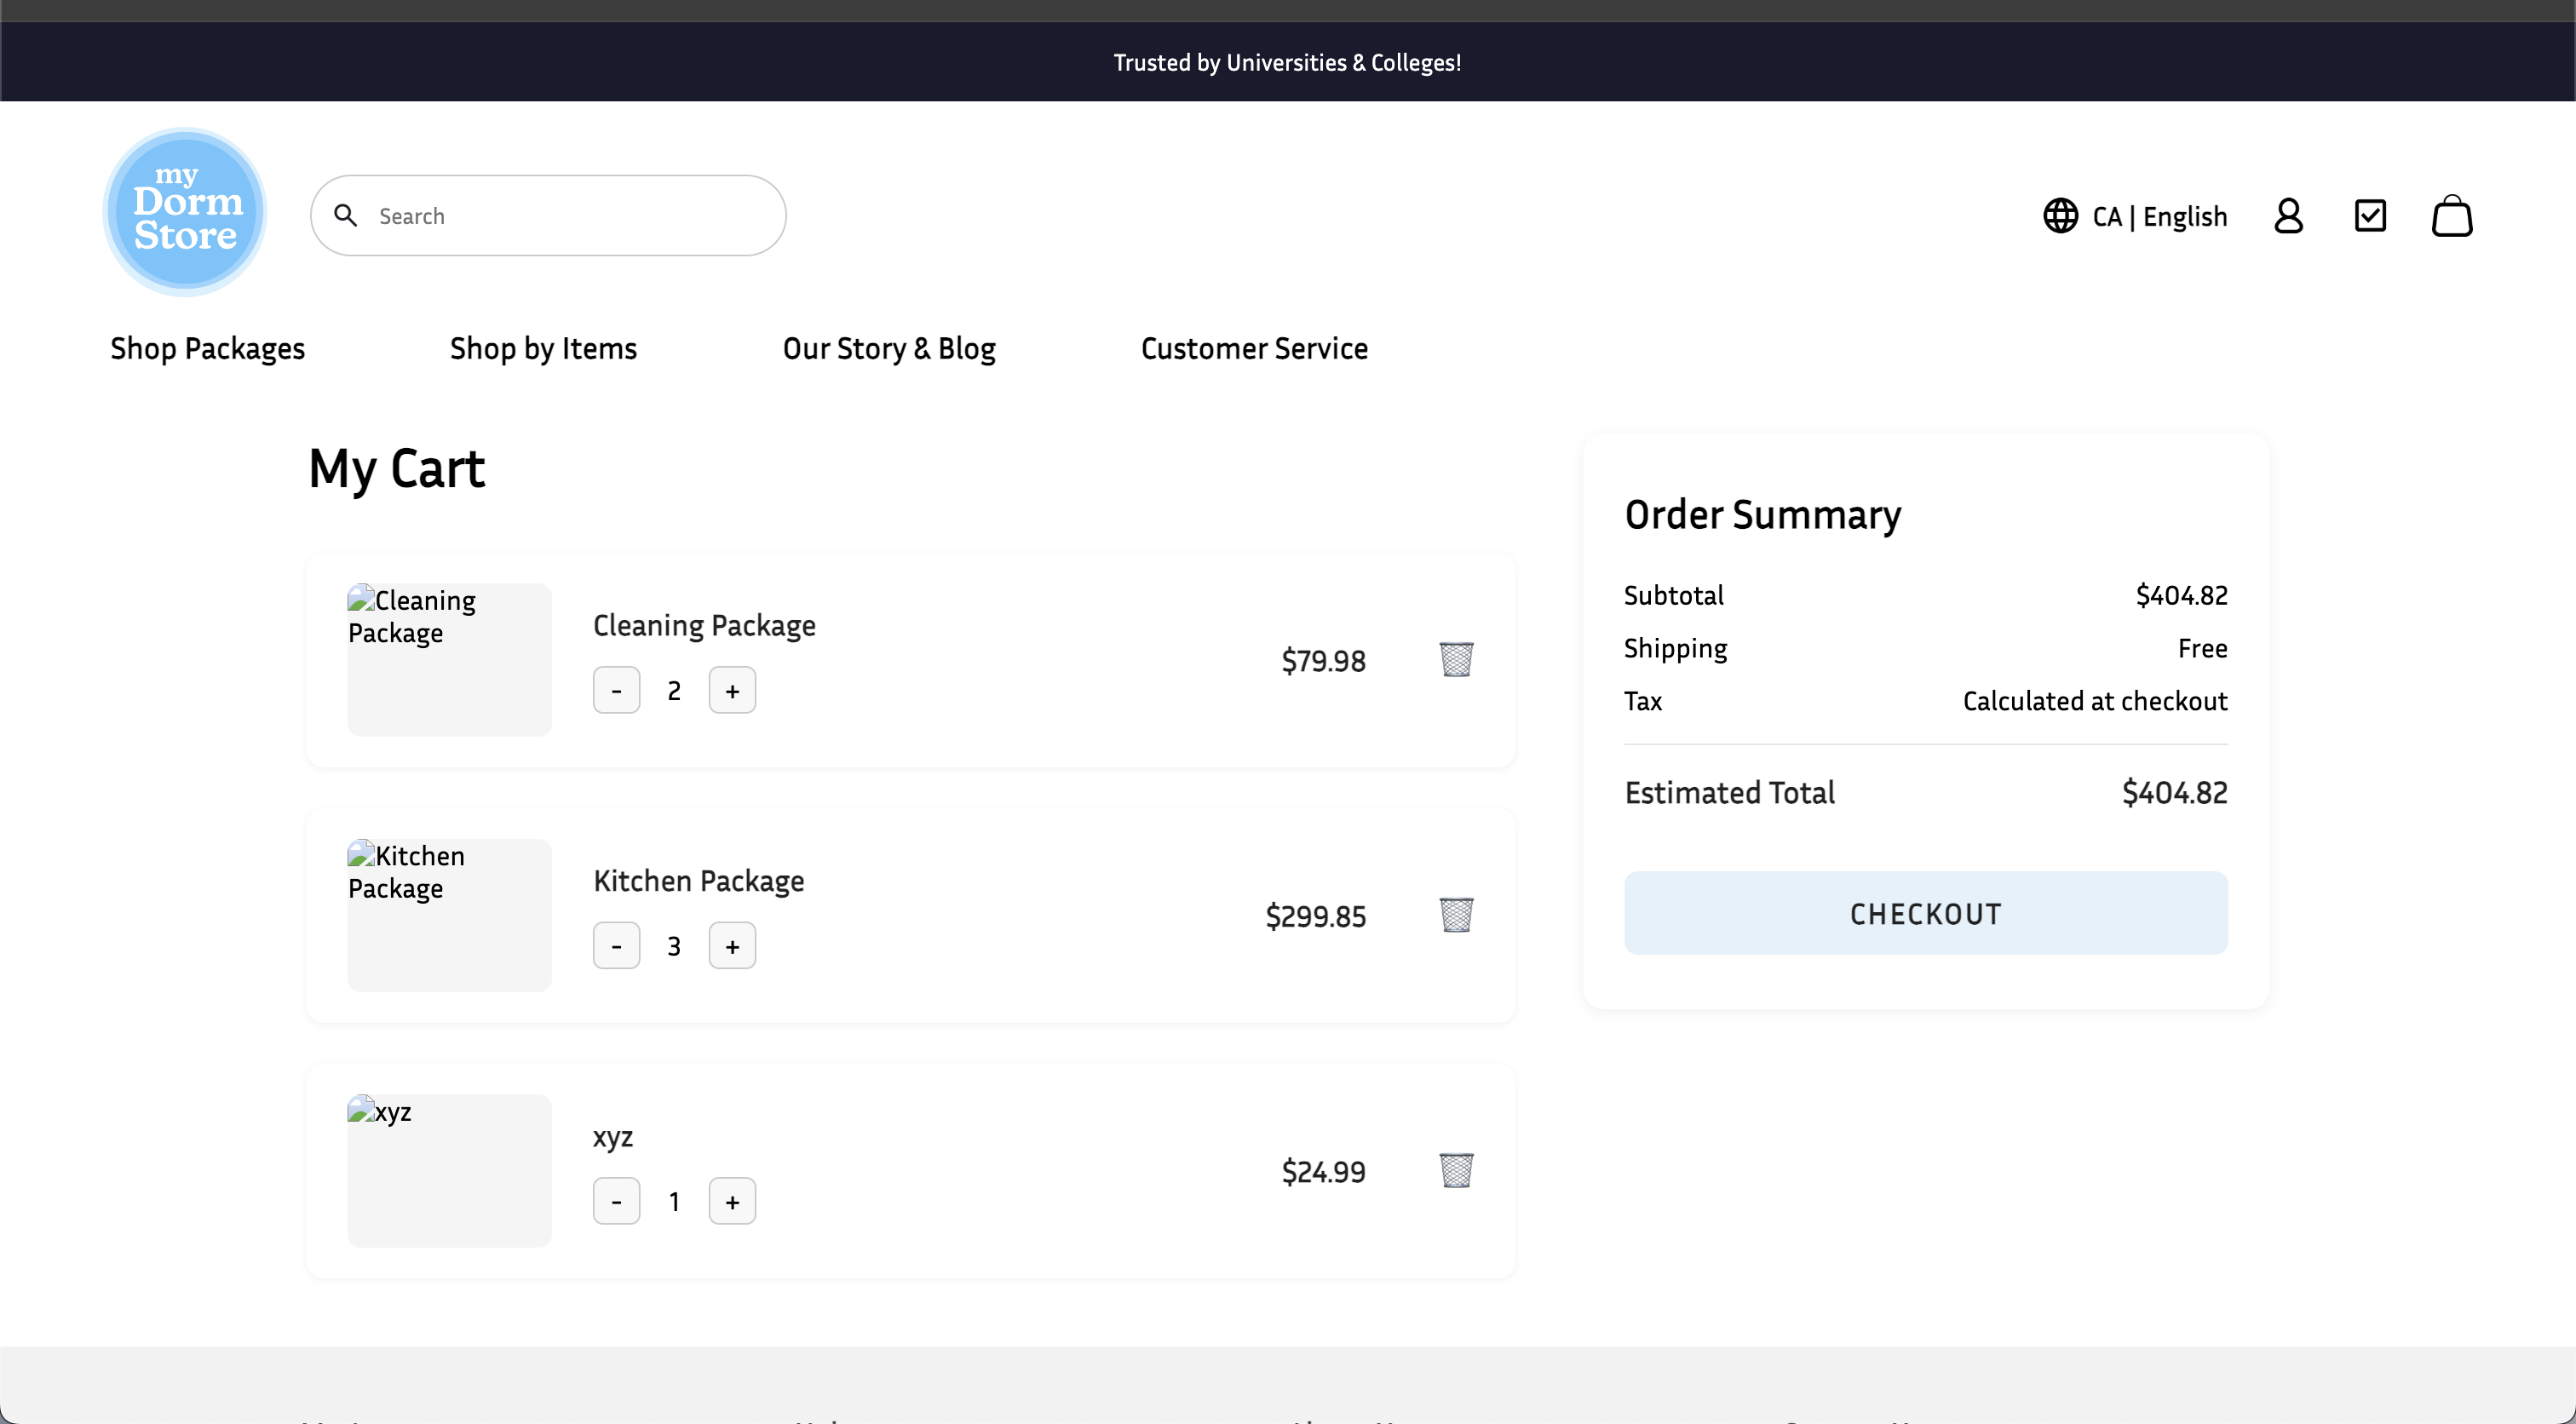 Trusted by Universities & Colleges!
my
Dorm
Store
Search
CA | English
Shop Packages
Shop by Items
Our Story & Blog
Customer Service
My Cart
Cleaning
Package
Cleaning Package
- 2 +
$79.98
Kitchen
Package
Kitchen Package
- 3 +
$299.85
xyz
xyz
- 1 +
$24.99
Order Summary
Subtotal $404.82
Shipping Free
Tax Calculated at checkout
Estimated Total $404.82
CHECKOUT